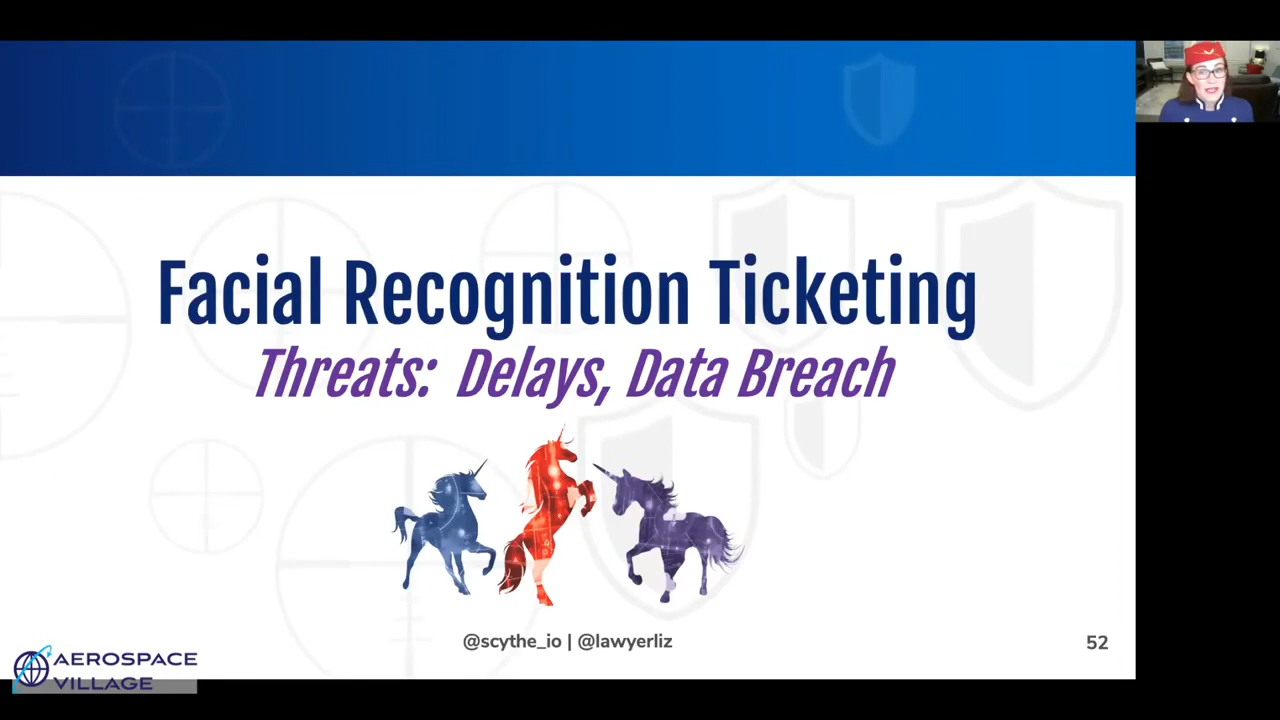 Facial Recognition Ticketing
Threats: Delays, Data Breach
@scythe_io | @lawyerliz
52
AEROSPACE
VILLAGE